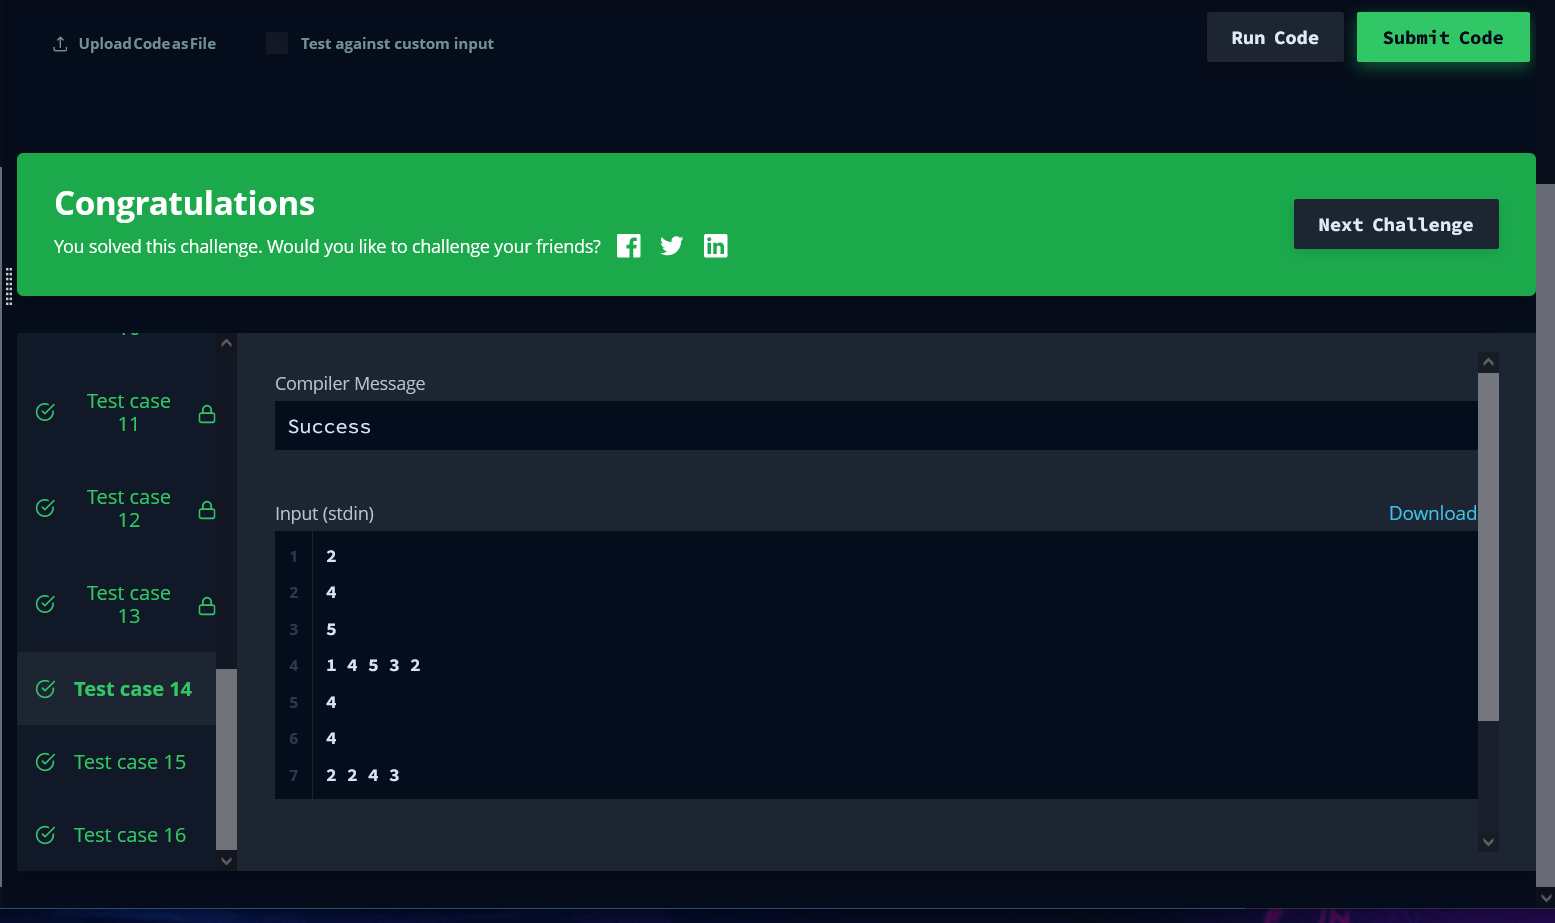 Upload Code as File
Test against custom input
Run Code
Submit Code
Congratulations
You solved this challenge. Would you like to challenge your friends?
Next Challenge
Test case
11
Test case
12
Test case
13
Test case 14
Test case 15
Test case 16
Compiler Message
Success
Input (stdin)
Download
1 2
2 4
3 5
4 1 4 5 3 2
5 4
6 4
7 2 2 4 3